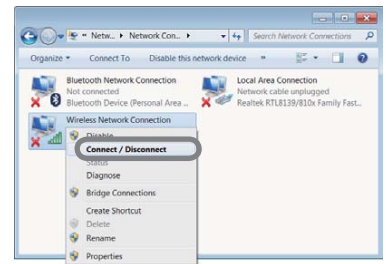 « Netw... ▸ Network Con... ▸
Search Network Connections
Organize ▾ Connect To Disable this network device »
Bluetooth Network Connection
Not connected
Bluetooth Device (Personal Area ...
Local Area Connection
Network cable unplugged
Realtek RTL8139/810x Family Fast...
Wireless Network Connection
Disable
Connect / Disconnect
Status
Diagnose
Bridge Connections
Create Shortcut
Delete
Rename
Properties